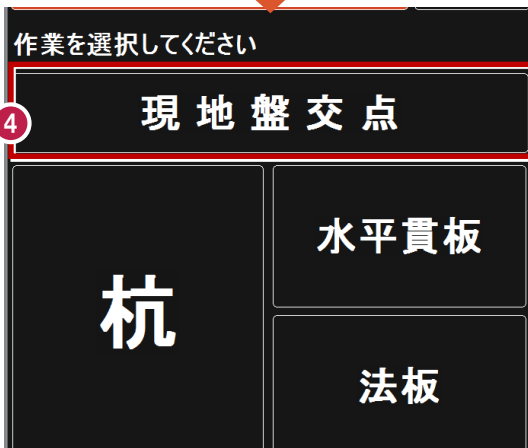 作業を選択してください
4
現地盤交点
杭
水平貫板
法板